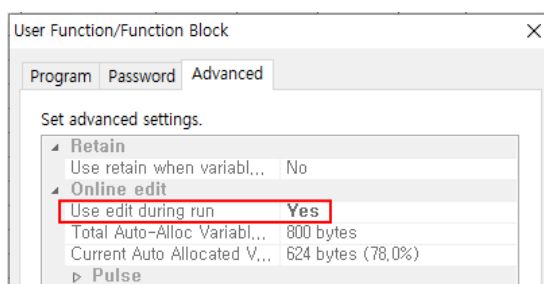 User Function/Function Block
Program Password Advanced
Set advanced settings.
Retain
Use retain when variabl... No
Online edit
Use edit during run Yes
Total Auto-Alloc Variabl... 800 bytes
Current Auto Allocated V... 624 bytes (78,0%)
Pulse